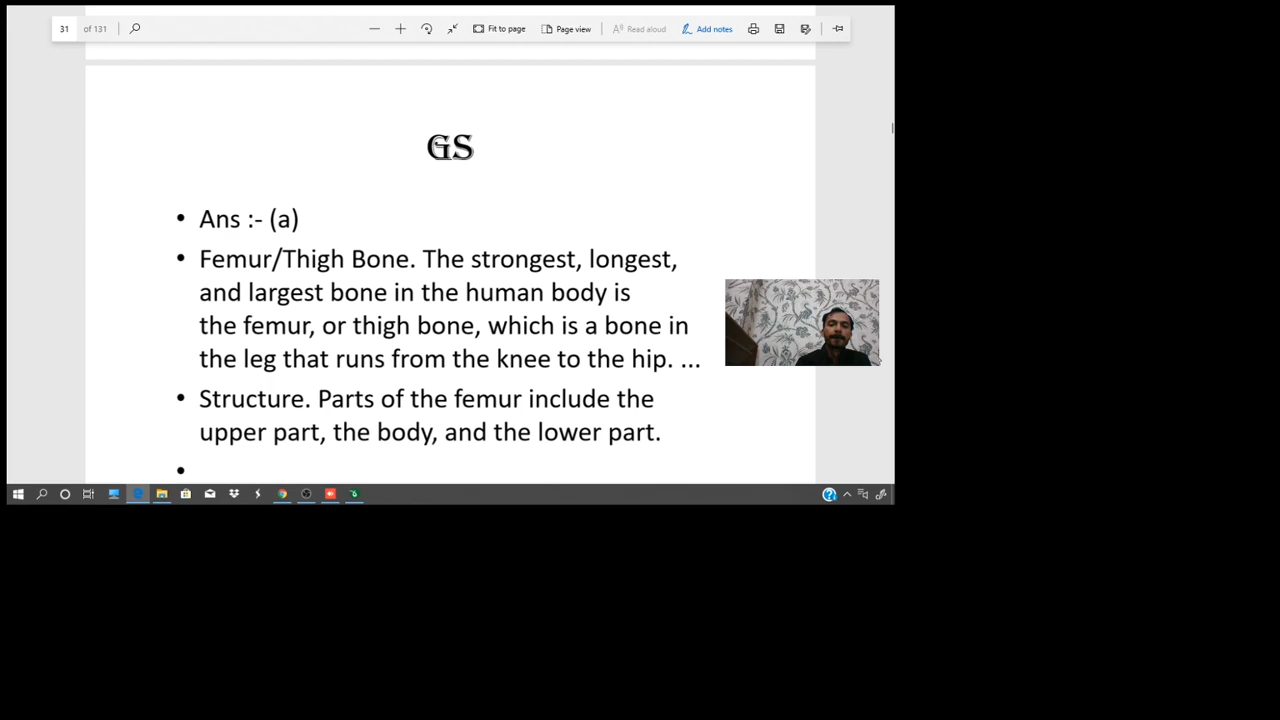 31 of 131 Fit to page Page view Read aloud Add notes
GS
• Ans :- (a)
• Femur/Thigh Bone. The strongest, longest,
and largest bone in the human body is
the femur, or thigh bone, which is a bone in
the leg that runs from the knee to the hip. ...
• Structure. Parts of the femur include the
upper part, the body, and the lower part.
•